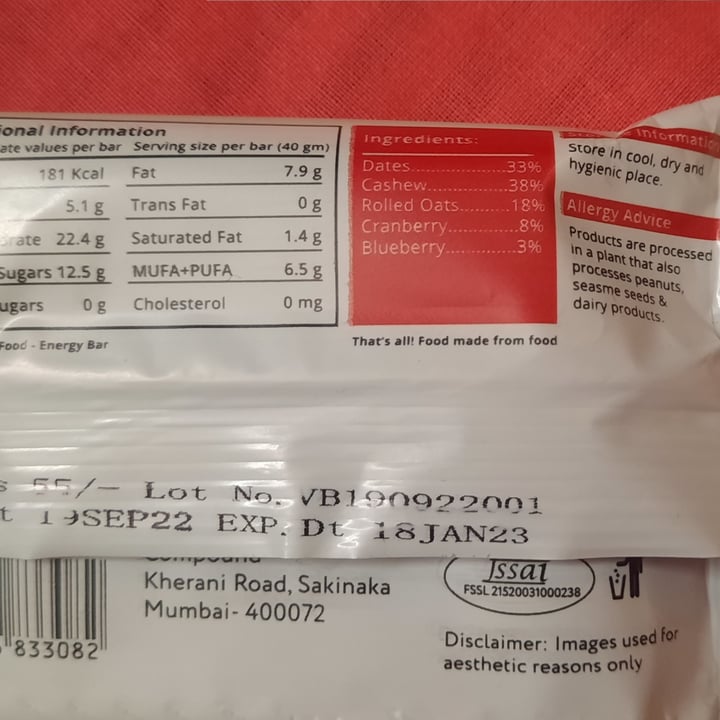 ional Information
ate values per bar Serving size per bar (40 gm)
181 Kcal Fat 7.9 g
5.1 g Trans Fat 0 g
rate 22.4 g Saturated Fat 1.4 g
Sugars 12.5 g MUFA+PUFA 6.5 g
ugars 0 g Cholesterol 0 mg
Food - Energy Bar
Ingredients:
Dates..................33%
Cashew...............38%
Rolled Oats.........18%
Cranberry............8%
Blueberry.............3%
That's all! Food made from food
Information
Store in cool, dry and
hygienic place.
Allergy Advice
Products are processed
in a plant that also
processes peanuts,
seasme seeds &
dairy products.
s 55/- Lot No. VB190922001
t 19SEP22 EXP. Dt. 18JAN23
Compound
Kherani Road, Sakinaka
Mumbai- 400072
833082
fssai
FSSL 21520031000238
Disclaimer: Images used for
aesthetic reasons only